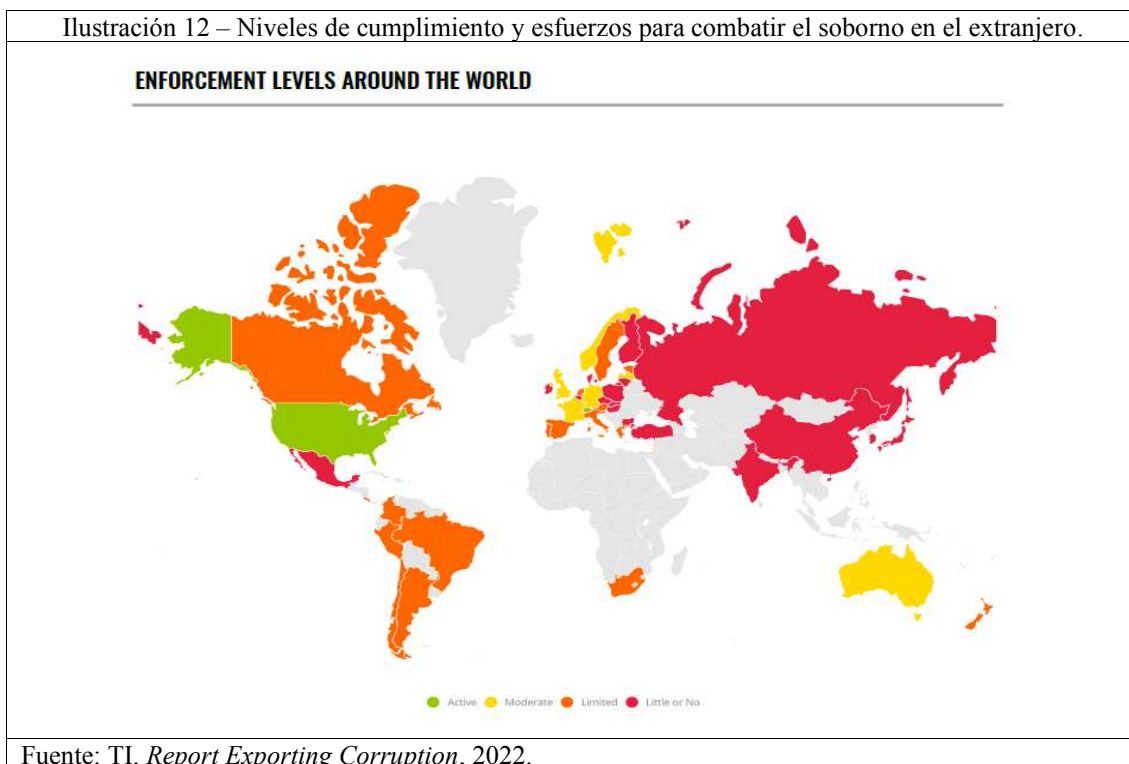 Ilustración 12 – Niveles de cumplimiento y esfuerzos para combatir el soborno en el extranjero.
ENFORCEMENT LEVELS AROUND THE WORLD
Active Moderate Limited Little or No
Fuente: TI. Report Exporting Corruption, 2022.